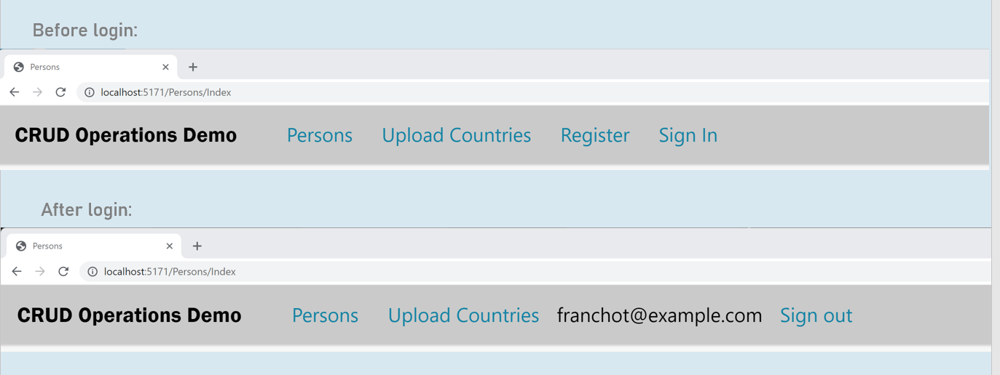 Before login:
Persons
localhost:5171/Persons/Index
CRUD Operations Demo Persons Upload Countries Register Sign In
After login:
Persons
localhost:5171/Persons/Index
CRUD Operations Demo Persons Upload Countries franchot@example.com Sign out